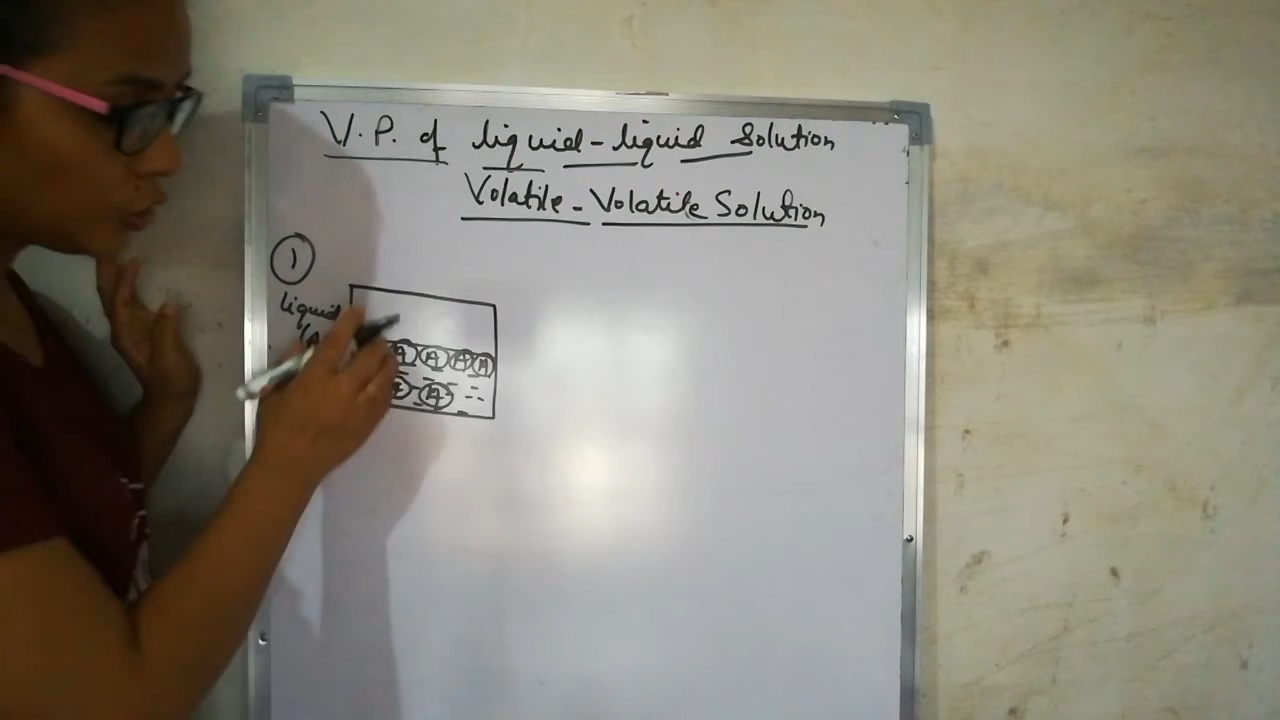 V.P. of liquid-liquid Solution
Volatile - Volatile Solution
1
liquid
(A
A A A A
A A